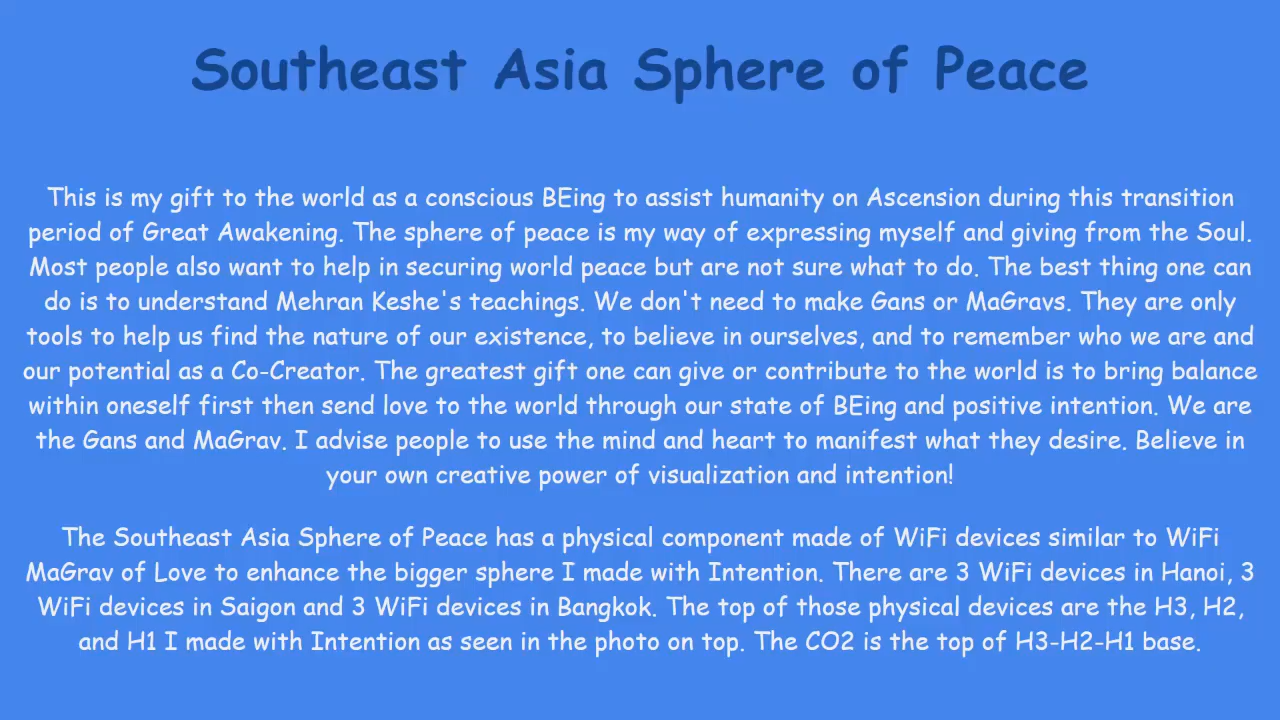 Southeast Asia Sphere of Peace
This is my gift to the world as a conscious BEing to assist humanity on Ascension during this transition
period of Great Awakening. The sphere of peace is my way of expressing myself and giving from the Soul.
Most people also want to help in securing world peace but are not sure what to do. The best thing one can
do is to understand Mehran Keshe's teachings. We don't need to make Gans or MaGravs. They are only
tools to help us find the nature of our existence, to believe in ourselves, and to remember who we are and
our potential as a Co-Creator. The greatest gift one can give or contribute to the world is to bring balance
within oneself first then send love to the world through our state of BEing and positive intention. We are
the Gans and MaGrav. I advise people to use the mind and heart to manifest what they desire. Believe in
your own creative power of visualization and intention!
The Southeast Asia Sphere of Peace has a physical component made of WiFi devices similar to WiFi
MaGrav of Love to enhance the bigger sphere I made with Intention. There are 3 WiFi devices in Hanoi, 3
WiFi devices in Saigon and 3 WiFi devices in Bangkok. The top of those physical devices are the H3, H2,
and H1 I made with Intention as seen in the photo on top. The CO2 is the top of H3-H2-H1 base.